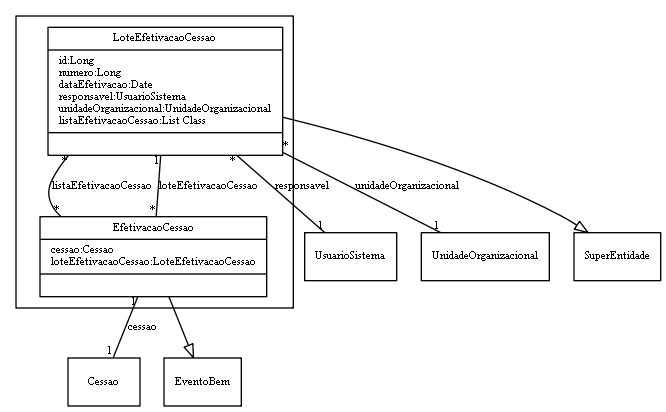 LoteEfetivacaoCessao
id:Long
numero:Long
dataEfetivacao:Date
responsavel:UsuarioSistema
unidadeOrganizacional:UnidadeOrganizacional
listaEfetivacaoCessao:List Class
* 1 * *
listaEfetivacaoCessao loteEfetivacaoCessao responsavel unidadeOrganizacional
* * 1 1
EfetivacaoCessao
cessao:Cessao
loteEfetivacaoCessao:LoteEfetivacaoCessao
UsuarioSistema UnidadeOrganizacional SuperEntidade
1
cessao
1
Cessao EventoBem